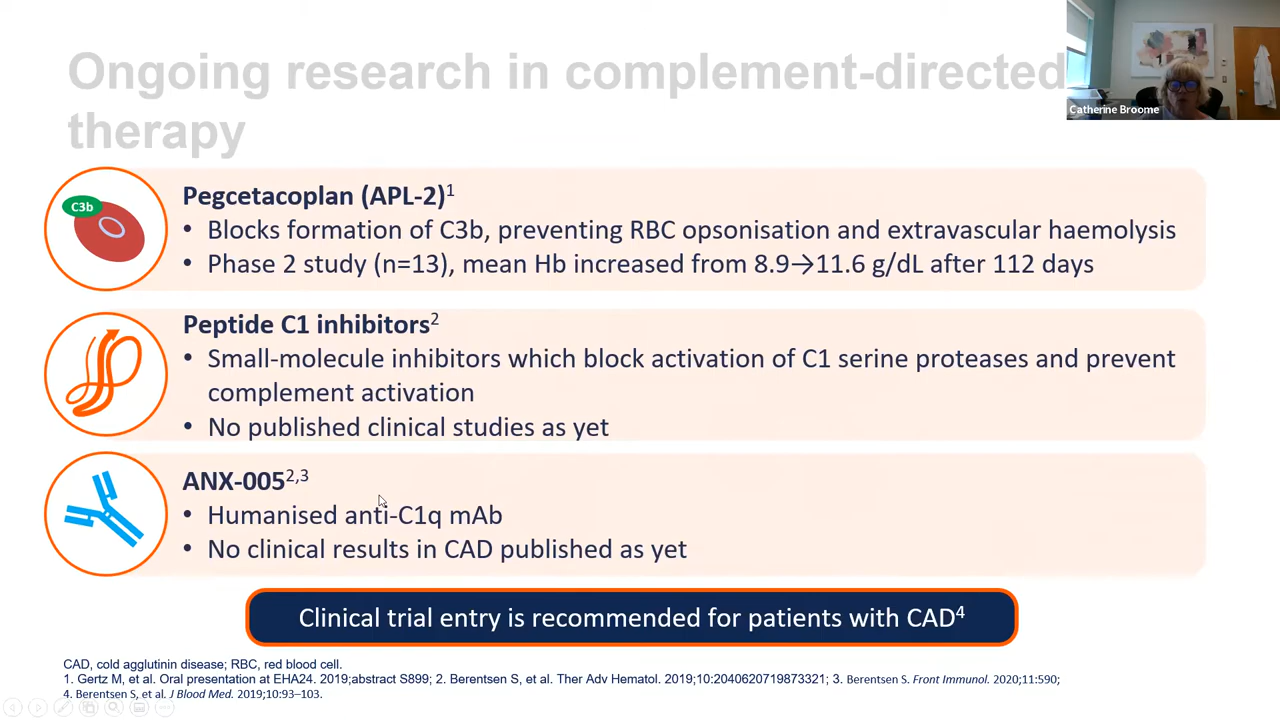 Ongoing research in complement-directed
therapy
Catherine Broome
C3b
Pegcetacoplan (APL-2)1
• Blocks formation of C3b, preventing RBC opsonisation and extravascular haemolysis
• Phase 2 study (n=13), mean Hb increased from 8.9→11.6 g/dL after 112 days
Peptide C1 inhibitors2
• Small-molecule inhibitors which block activation of C1 serine proteases and prevent
complement activation
• No published clinical studies as yet
ANX-0052,3
• Humanised anti-C1q mAb
• No clinical results in CAD published as yet
Clinical trial entry is recommended for patients with CAD4
CAD, cold agglutinin disease; RBC, red blood cell.
1. Gertz M, et al. Oral presentation at EHA24. 2019;abstract S899; 2. Berentsen S, et al. Ther Adv Hematol. 2019;10:2040620719873321; 3. Berentsen S. Front Immunol. 2020;11:590;
4. Berentsen S, et al. J Blood Med. 2019;10:93–103.